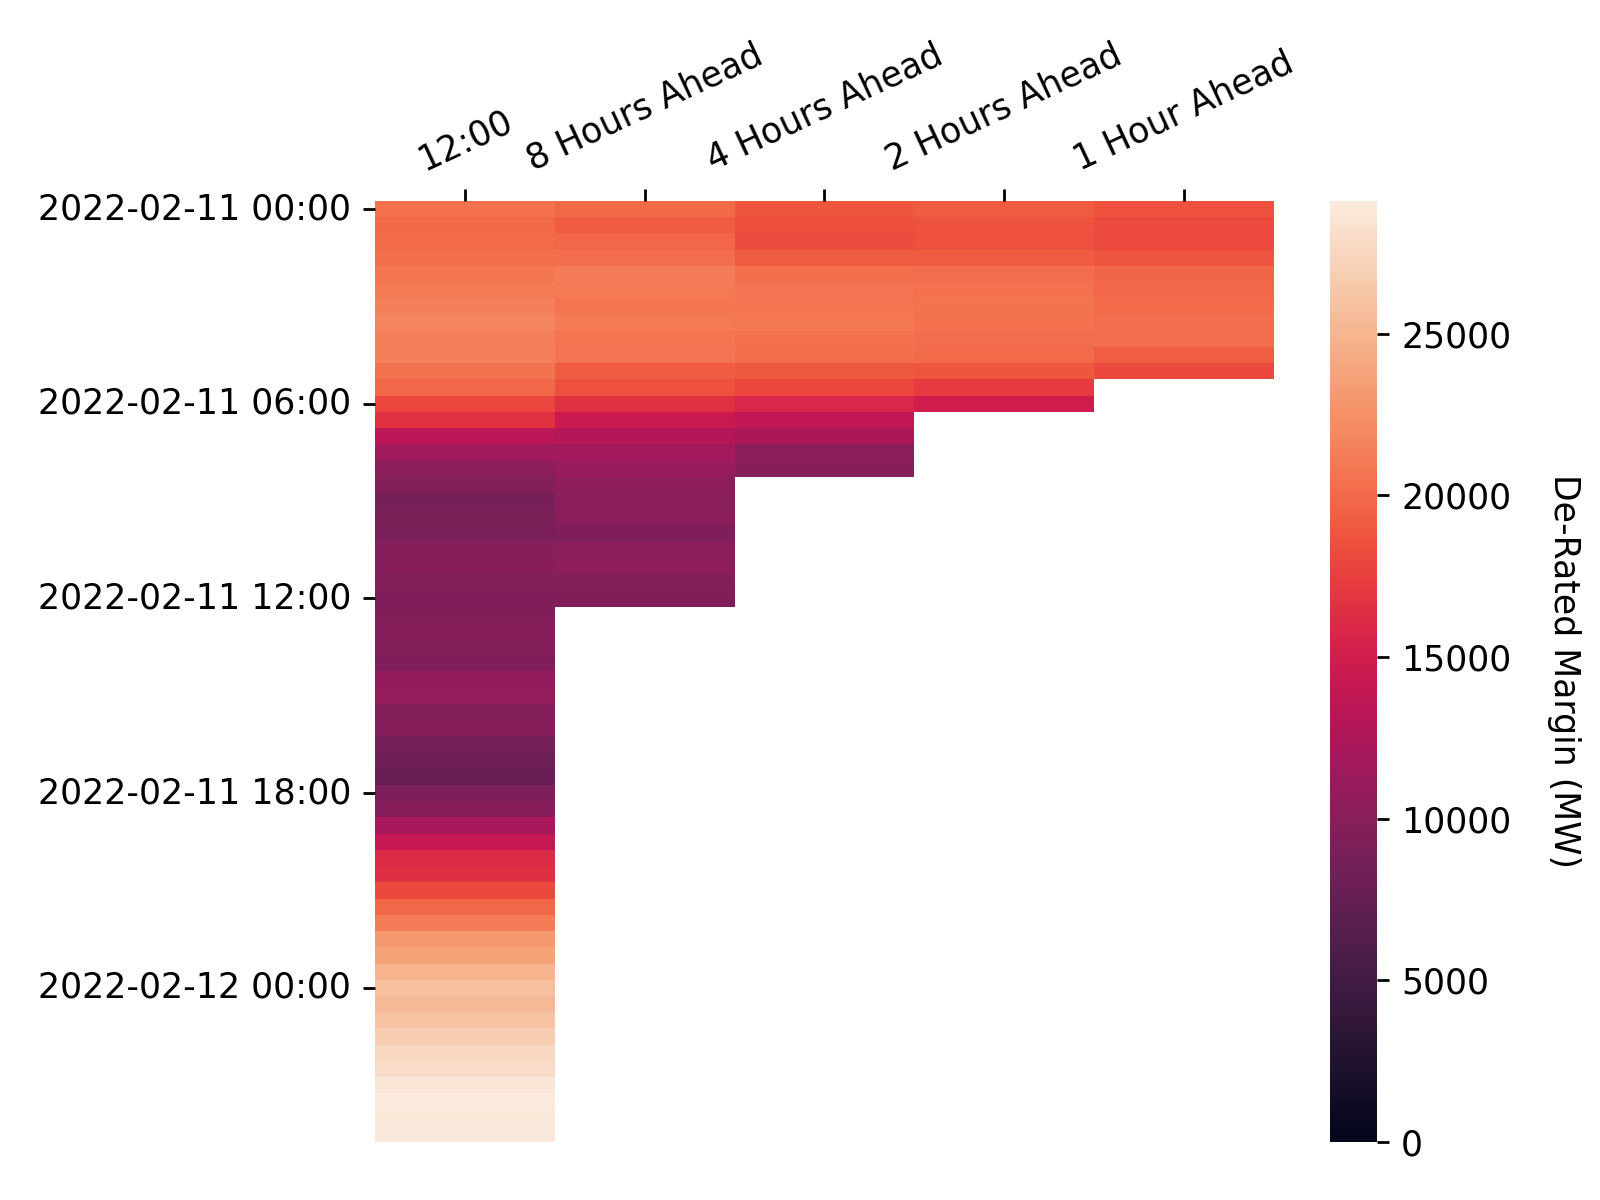 12:00
8 Hours Ahead
4 Hours Ahead
2 Hours Ahead
1 Hour Ahead
2022-02-11 00:00
2022-02-11 06:00
2022-02-11 12:00
2022-02-11 18:00
2022-02-12 00:00
25000
20000
15000
10000
5000
0
De-Rated Margin (MW)